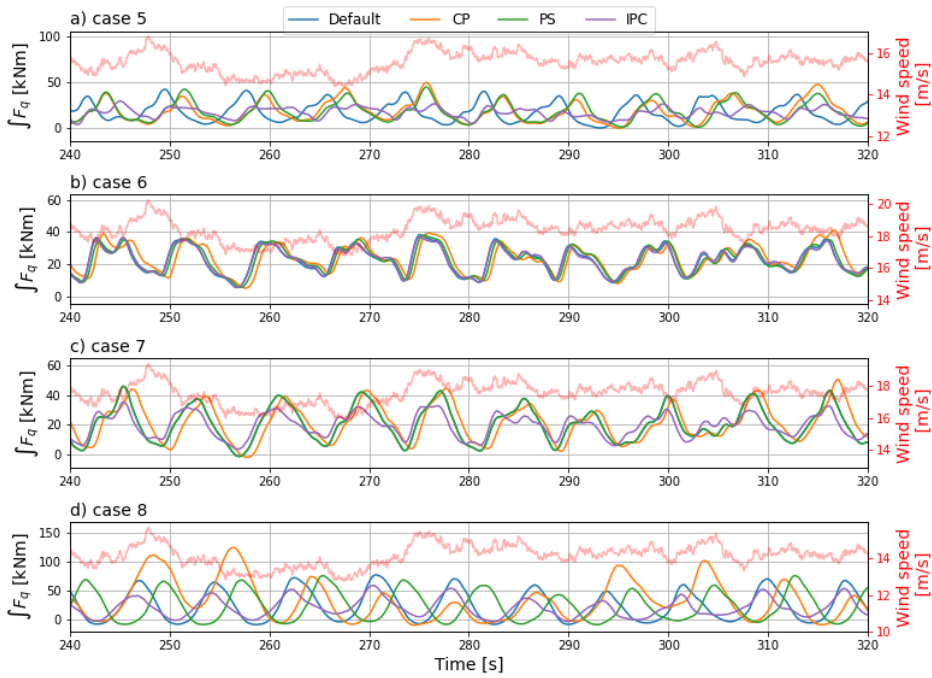 a) case 5
Default CP PS IPC
∫F_q [kNm]
100
50
0
16
14
12
Wind speed
[m/s]
240 250 260 270 280 290 300 310 320
b) case 6
∫F_q [kNm]
60
40
20
0
20
18
16
14
Wind speed
[m/s]
240 250 260 270 280 290 300 310 320
c) case 7
∫F_q [kNm]
60
40
20
0
18
16
14
Wind speed
[m/s]
240 250 260 270 280 290 300 310 320
d) case 8
∫F_q [kNm]
150
100
50
0
14
12
10
Wind speed
[m/s]
240 250 260 270 280 290 300 310 320
Time [s]